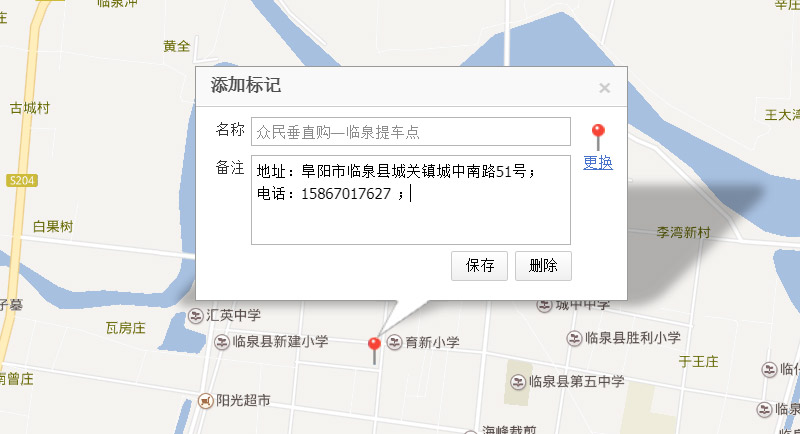 临泉冲
辛庄
黄全
添加标记
×
古城村
王大湾
名称
众民垂直购—临泉提车点
更换
备注
地址：阜阳市临泉县城关镇城中南路51号；
电话：15867017627 ；
S204
白果树
李湾新村
保存
删除
子墓
汇英中学
城中中学
瓦房庄
临泉县新建小学
育新小学
临泉县胜利小学
于王庄
南曾庄
临泉县第五中学
阳光超市
海峰裁剪